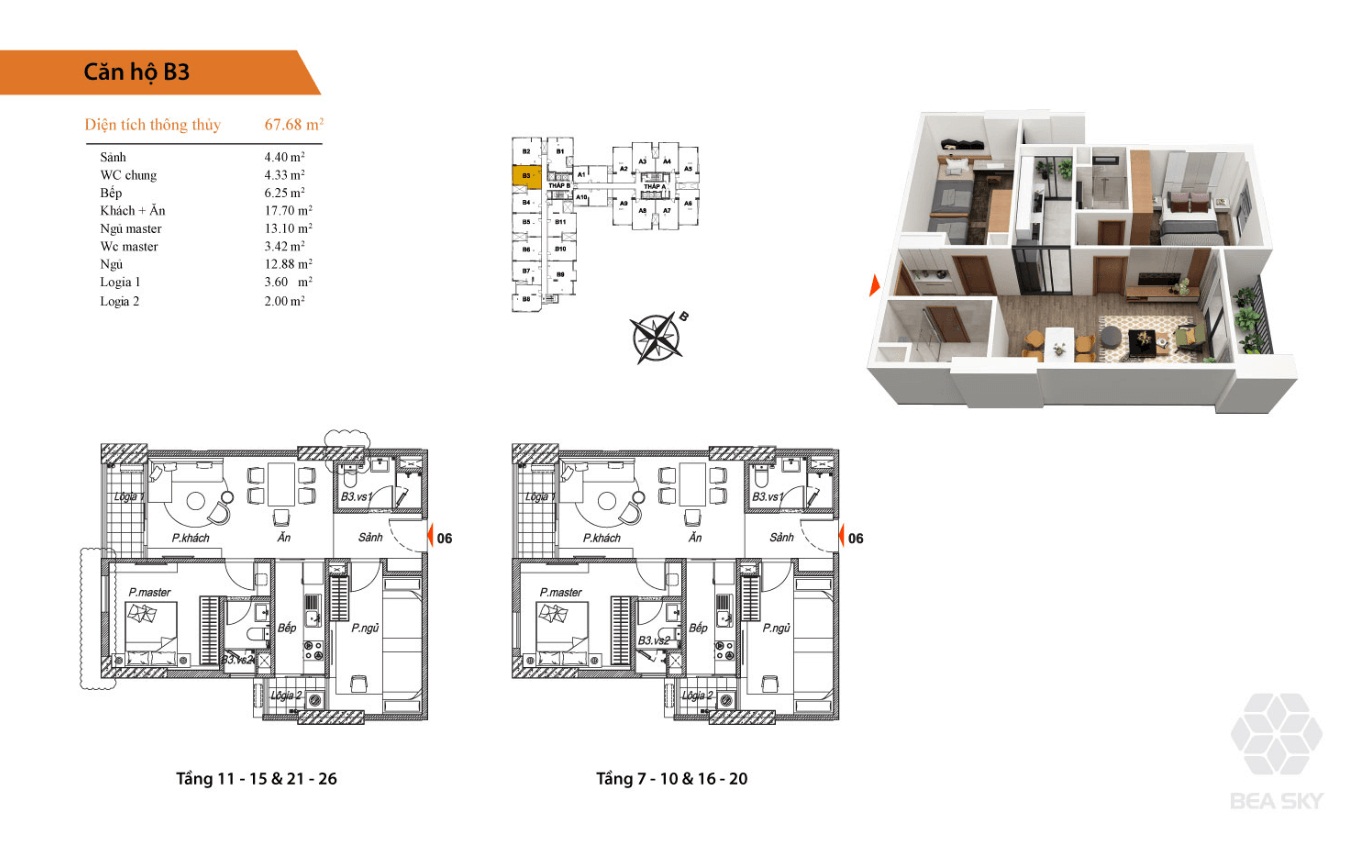 Căn hộ B3
Diện tích thông thủy 67.68 m²
Sảnh 4.40 m²
WC chung 4.33 m²
Bếp 6.25 m²
Khách + Ăn 17.70 m²
Ngủ master 13.10 m²
Wc master 3.42 m²
Ngủ 12.88 m²
Logia 1 3.60 m²
Logia 2 2.00 m²
B2 B1
B3 THÁP B
B4
B5 B11
B6 B10
B7 B9
B8
A1 A2 A3 A4 A5
THÁP A
A10 A9 A8 A7 A6
B
Lôgia 1
B3.vs1
P.khách Ăn Sảnh 06
P.master
Bếp P.ngủ
B3.vs2
Lôgia 2
Tầng 11 - 15 & 21 - 26
Lôgia 1
B3.vs1
P.khách Ăn Sảnh 06
P.master
Bếp P.ngủ
B3.vs2
Lôgia 2
Tầng 7 - 10 & 16 - 20
BEA SKY